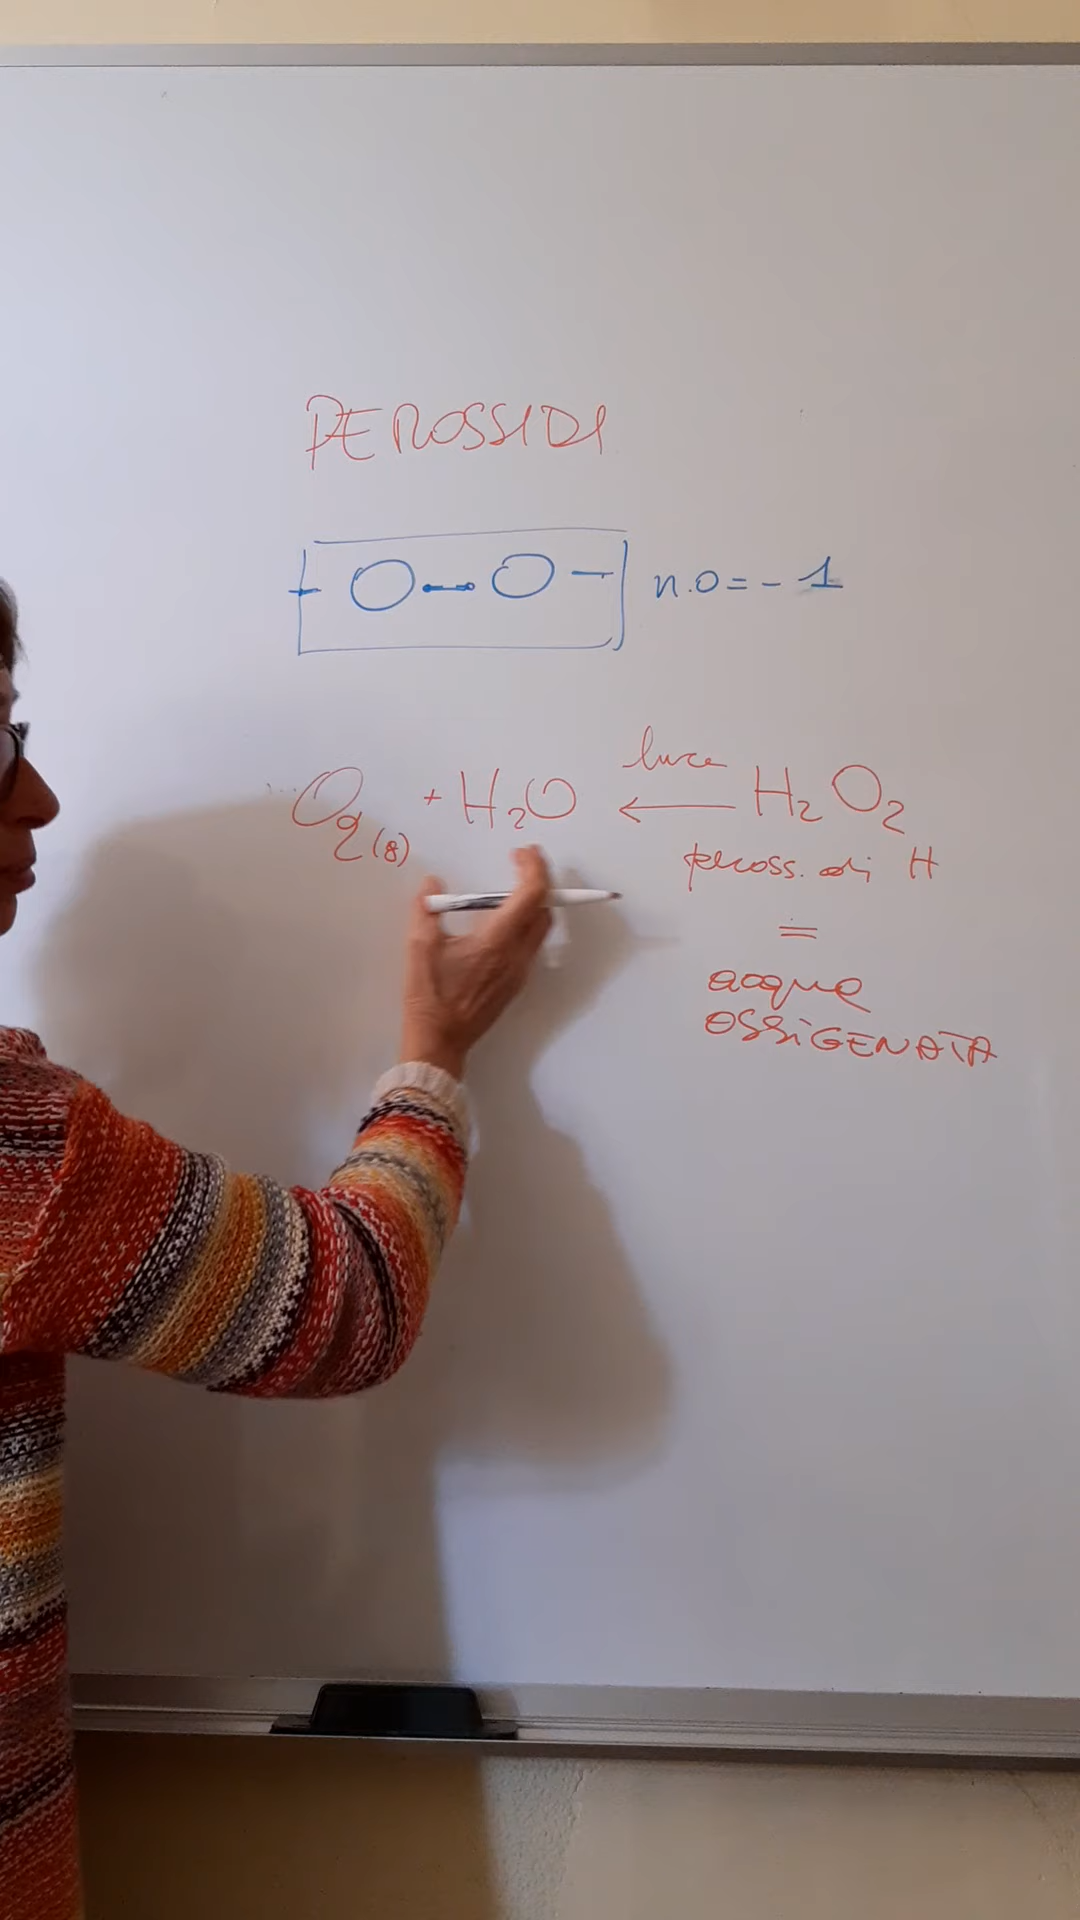 PEROSSIDI
- O - O - n.o = - 1
luce
O2(g) + H2O ← H2O2
peross. di H
=
acqua
OSSIGENATA